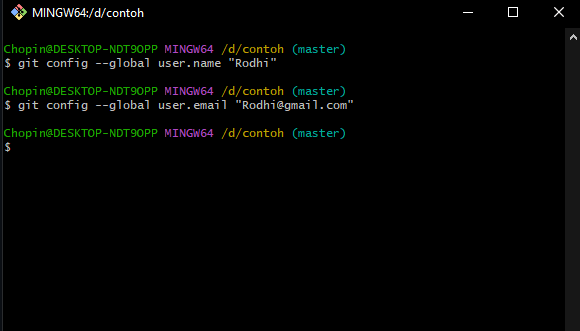 MINGW64:/d/contoh
Chopin@DESKTOP-NDT9OPP MINGW64 /d/contoh (master)
$ git config --global user.name "Rodhi"
Chopin@DESKTOP-NDT9OPP MINGW64 /d/contoh (master)
$ git config --global user.email "Rodhi@gmail.com"
Chopin@DESKTOP-NDT9OPP MINGW64 /d/contoh (master)
$